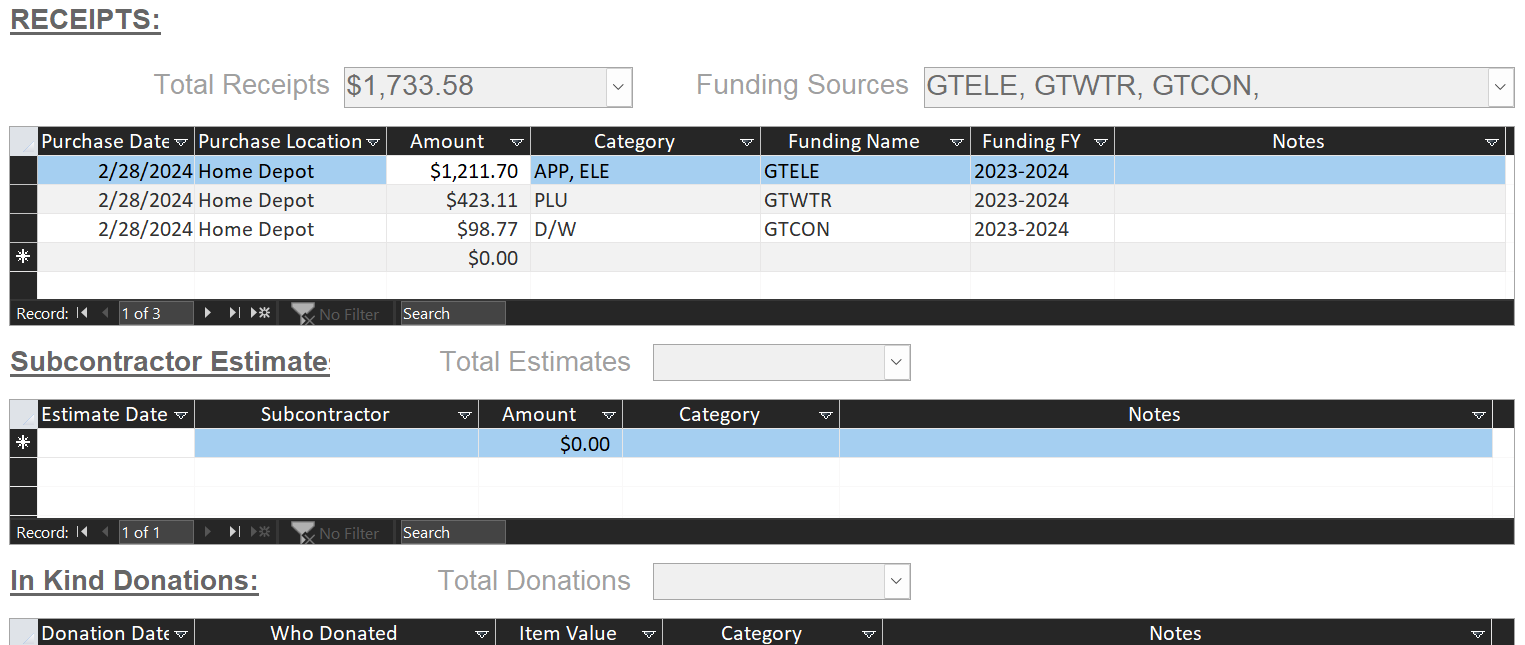 RECEIPTS:
Total Receipts $1,733.58 Funding Sources GTELE, GTWTR, GTCON,
Purchase Date Purchase Location Amount Category Funding Name Funding FY Notes
2/28/2024 Home Depot $1,211.70 APP, ELE GTELE 2023-2024
2/28/2024 Home Depot $423.11 PLU GTWTR 2023-2024
2/28/2024 Home Depot $98.77 D/W GTCON 2023-2024
$0.00
Record: 1 of 3 No Filter Search
Subcontractor Estimate: Total Estimates
Estimate Date Subcontractor Amount Category Notes
$0.00
Record: 1 of 1 No Filter Search
In Kind Donations: Total Donations
Donation Date Who Donated Item Value Category Notes